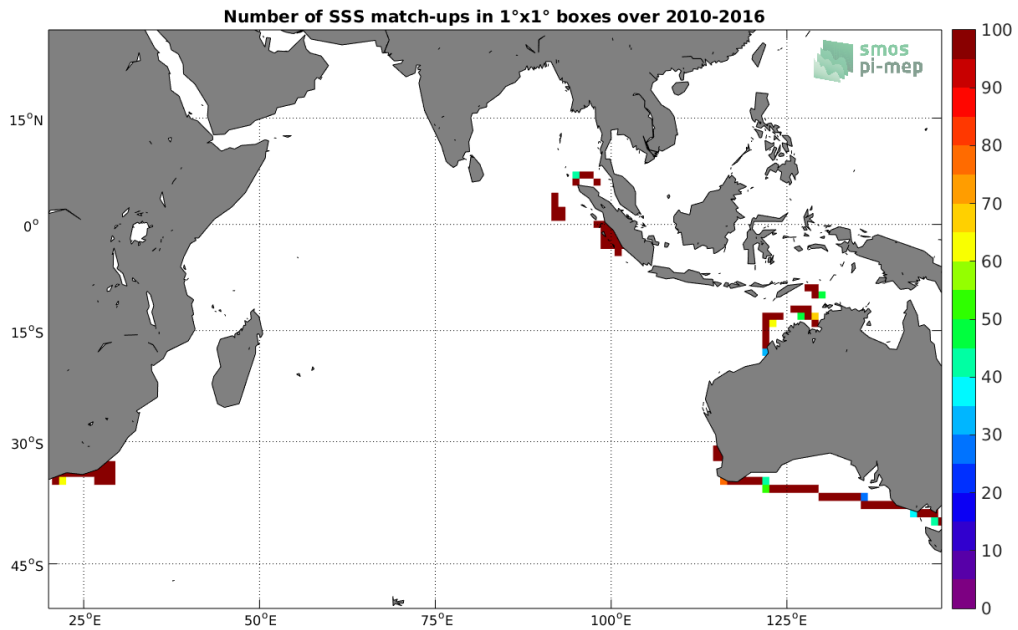 Number of SSS match-ups in 1°x1° boxes over 2010-2016
smos
pi-mep
100
90
80
70
60
50
40
30
20
10
0
15°N
0°
15°S
30°S
45°S
25°E
50°E
75°E
100°E
125°E